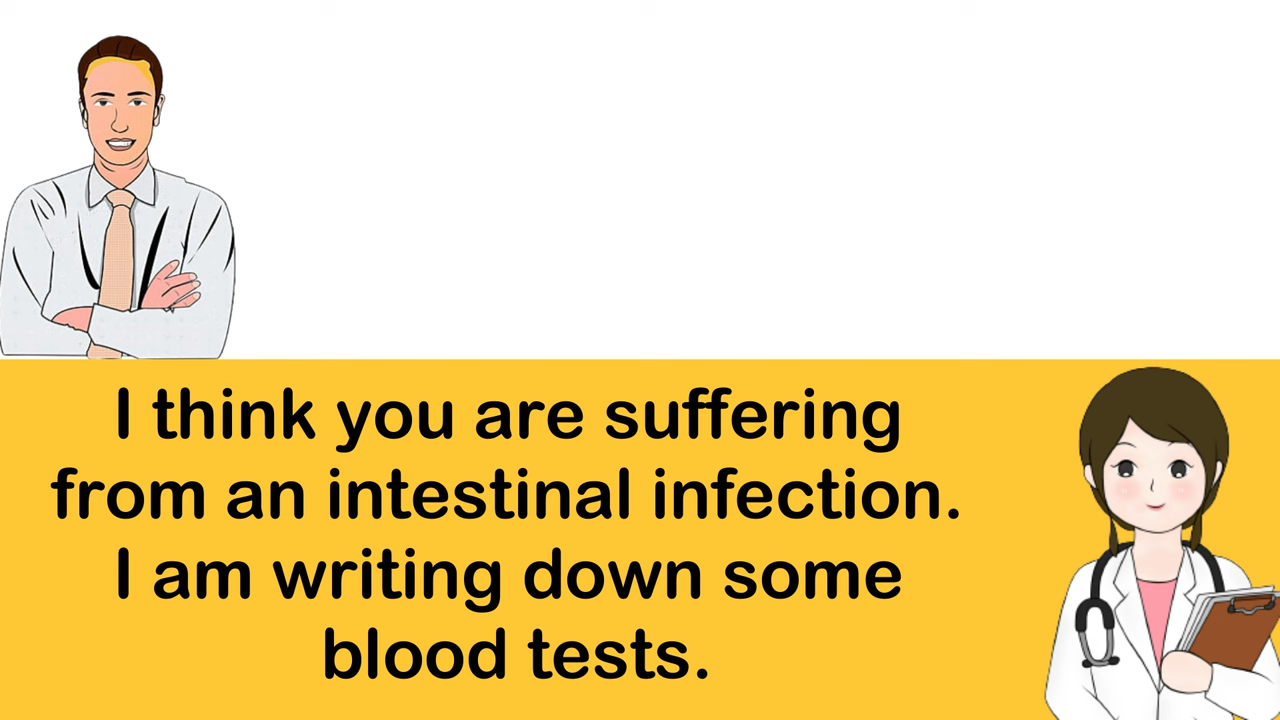 I think you are suffering
from an intestinal infection.
I am writing down some
blood tests.